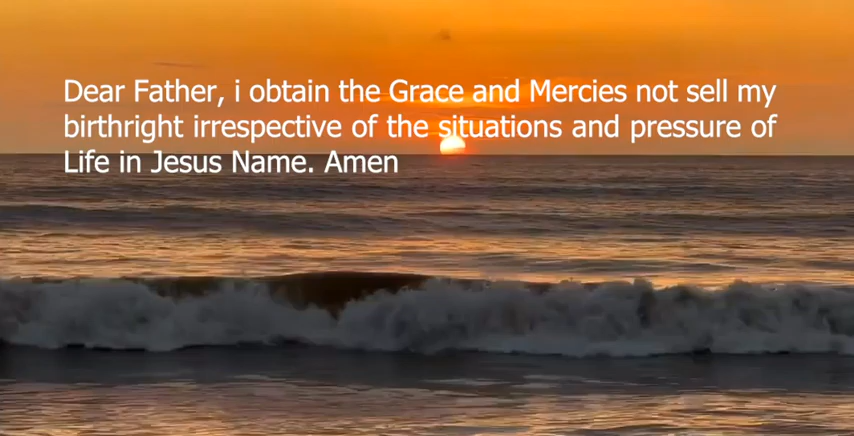 Dear Father, i obtain the Grace and Mercies not sell my
birthright irrespective of the situations and pressure of
Life in Jesus Name. Amen